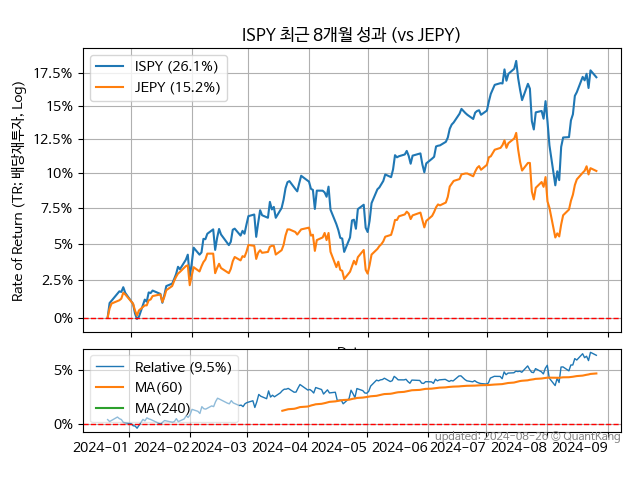 ISPY 최근 8개월 성과 (vs JEPY)
Rate of Return (TR: 배당재투자, Log)
17.5%
15%
12.5%
10%
7.5%
5%
2.5%
0%
ISPY (26.1%)
JEPY (15.2%)
5%
0%
Relative (9.5%)
MA(60)
MA(240)
2024-01 2024-02 2024-03 2024-04 2024-05 2024-06 2024-07 2024-08 2024-09
updated: 2024-08-26 © QuantKang